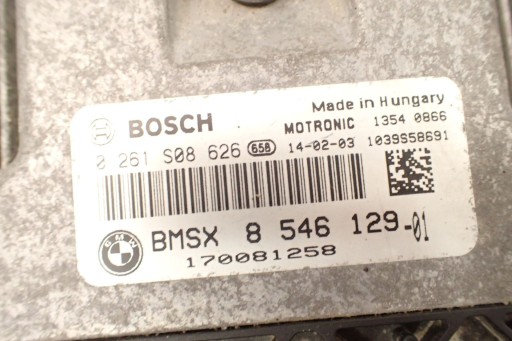 Made in Hungary
BOSCH MOTRONIC 1354 0866
0 261 S08 626 658 14-02-03 1039S58691
BMSX 8 546 129-01
170081258
BMW